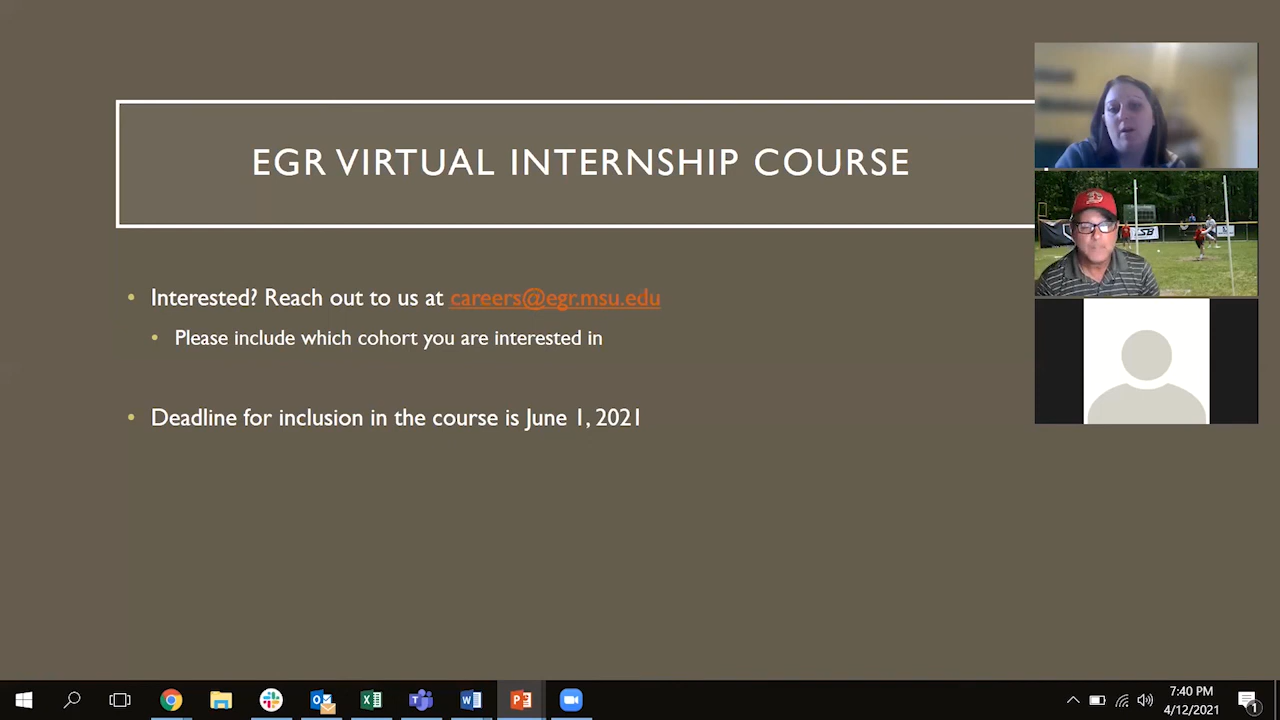 EGR VIRTUAL INTERNSHIP COURSE
Interested? Reach out to us at careers@egr.msu.edu
Please include which cohort you are interested in
Deadline for inclusion in the course is June 1, 2021
7:40 PM
4/12/2021
1